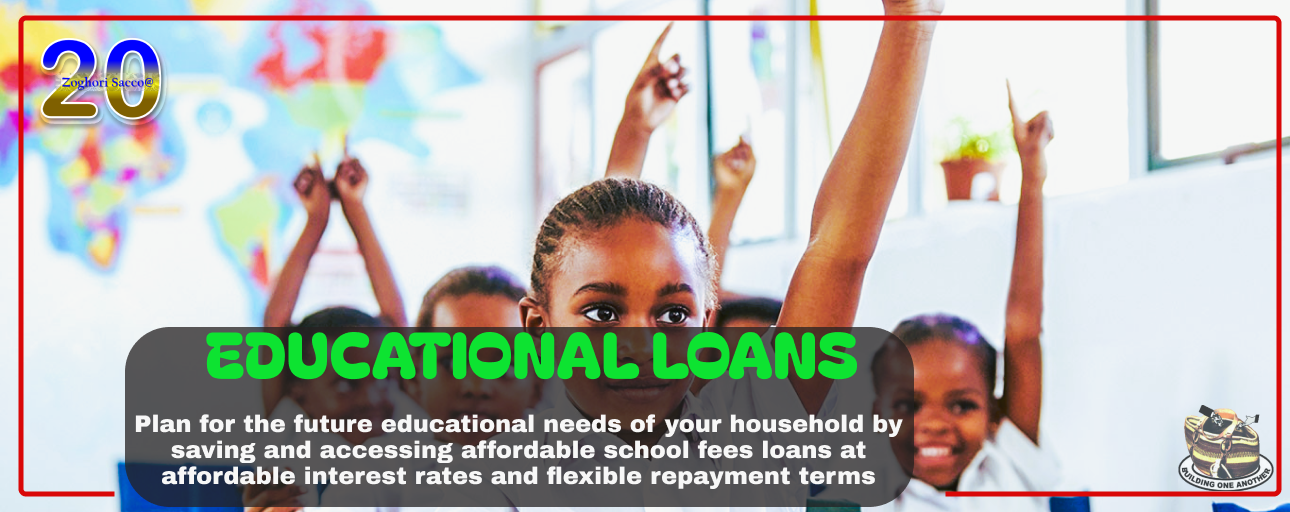 20
Zoghori Sacco®
EDUCATIONAL LOANS
Plan for the future educational needs of your household by
saving and accessing affordable school fees loans at
affordable interest rates and flexible repayment terms
BUILDING ONE ANOTHER